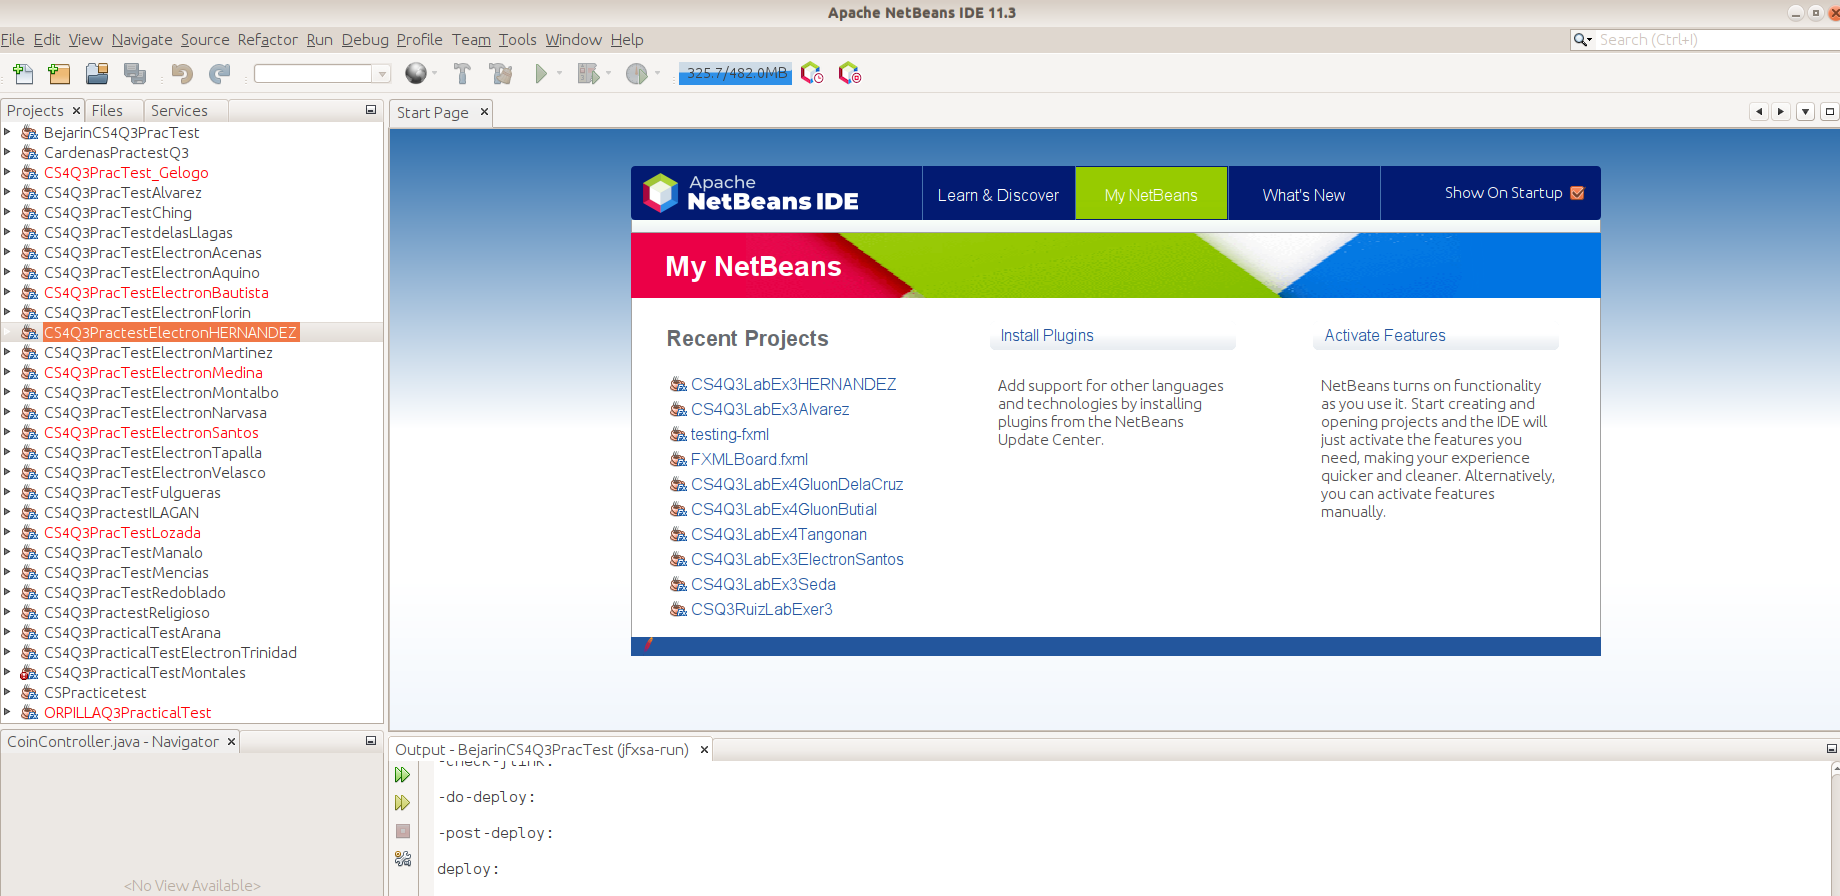 Apache NetBeans IDE 11.3
File Edit View Navigate Source Refactor Run Debug Profile Team Tools Window Help
Search (Ctrl+I)
325.7/482.0MB
Projects Files Services
BejarinCS4Q3PracTest
CardenasPractestQ3
CS4Q3PracTest_Gelogo
CS4Q3PracTestAlvarez
CS4Q3PracTestChing
CS4Q3PracTestdelasLlagas
CS4Q3PracTestElectronAcenas
CS4Q3PracTestElectronAquino
CS4Q3PracTestElectronBautista
CS4Q3PracTestElectronFlorin
CS4Q3PractestElectronHERNANDEZ
CS4Q3PracTestElectronMartinez
CS4Q3PracTestElectronMedina
CS4Q3PracTestElectronMontalbo
CS4Q3PracTestElectronNarvasa
CS4Q3PracTestElectronSantos
CS4Q3PracTestElectronTapalla
CS4Q3PracTestElectronVelasco
CS4Q3PracTestFulgueras
CS4Q3PractestILAGAN
CS4Q3PracTestLozada
CS4Q3PracTestManalo
CS4Q3PracTestMencias
CS4Q3PracTestRedoblado
CS4Q3PractestReligioso
CS4Q3PracticalTestArana
CS4Q3PracticalTestElectronTrinidad
CS4Q3PracticalTestMontales
CSPracticetest
ORPILLAQ3PracticalTest
CoinController.java - Navigator
<No View Available>
Start Page
Apache
NetBeans IDE
Learn & Discover
My NetBeans
What's New
Show On Startup
My NetBeans
Recent Projects
CS4Q3LabEx3HERNANDEZ
CS4Q3LabEx3Alvarez
testing-fxml
FXMLBoard.fxml
CS4Q3LabEx4GluonDelaCruz
CS4Q3LabEx4GluonButial
CS4Q3LabEx4Tangonan
CS4Q3LabEx3ElectronSantos
CS4Q3LabEx3Seda
CSQ3RuizLabExer3
Install Plugins
Add support for other languages
and technologies by installing
plugins from the NetBeans
Update Center.
Activate Features
NetBeans turns on functionality
as you use it. Start creating and
opening projects and the IDE will
just activate the features you
need, making your experience
quicker and cleaner. Alternatively,
you can activate features
manually.
Output - BejarinCS4Q3PracTest (jfxsa-run)
-check-jlink:
-do-deploy:
-post-deploy:
deploy: